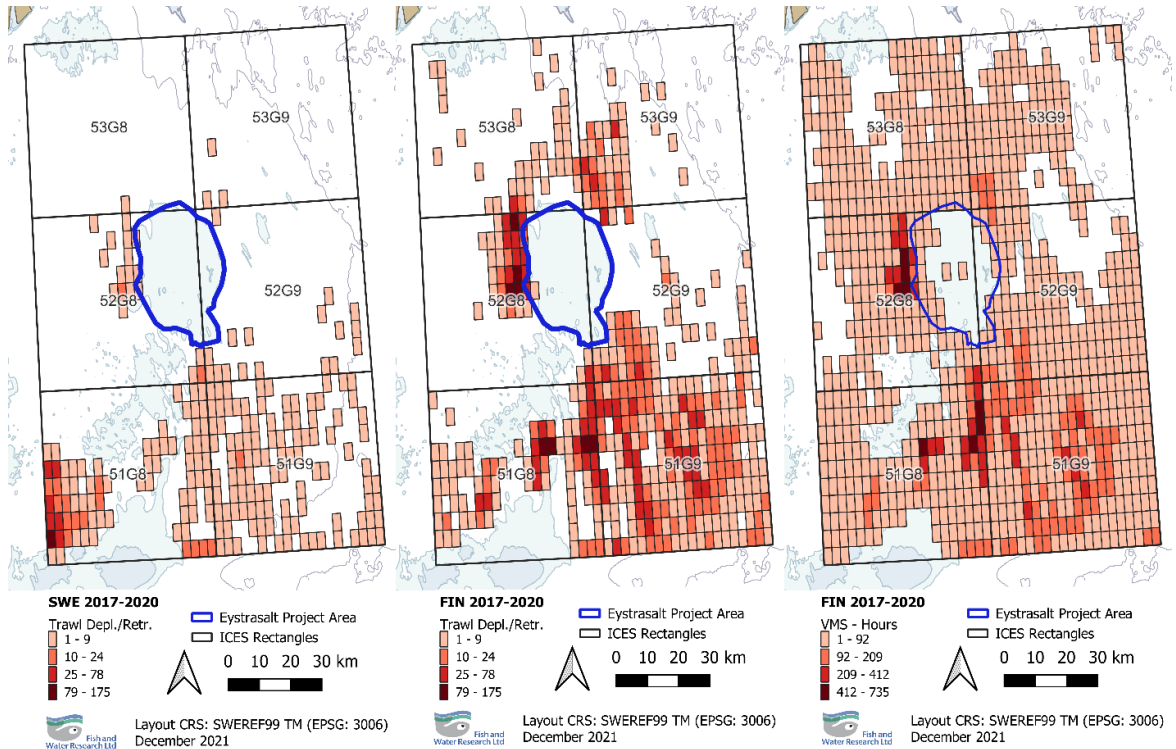 53G8
53G9
52G8
52G9
51G8
51G9
SWE 2017-2020
Trawl Depl./Retr.
1 - 9
10 - 24
25 - 78
79 - 175
Eystrasalt Project Area
ICES Rectangles
0 10 20 30 km
Fish and
Water Research Ltd
Layout CRS: SWEREF99 TM (EPSG: 3006)
December 2021
53G8
53G9
52G8
52G9
51G8
51G9
FIN 2017-2020
Trawl Depl./Retr.
1 - 9
10 - 24
25 - 78
79 - 175
Eystrasalt Project Area
ICES Rectangles
0 10 20 30 km
Fish and
Water Research Ltd
Layout CRS: SWEREF99 TM (EPSG: 3006)
December 2021
53G8
53G9
52G8
52G9
51G8
51G9
FIN 2017-2020
VMS - Hours
1 - 92
92 - 209
209 - 412
412 - 735
Eystrasalt Project Area
ICES Rectangles
0 10 20 30 km
Fish and
Water Research Ltd
Layout CRS: SWEREF99 TM (EPSG: 3006)
December 2021